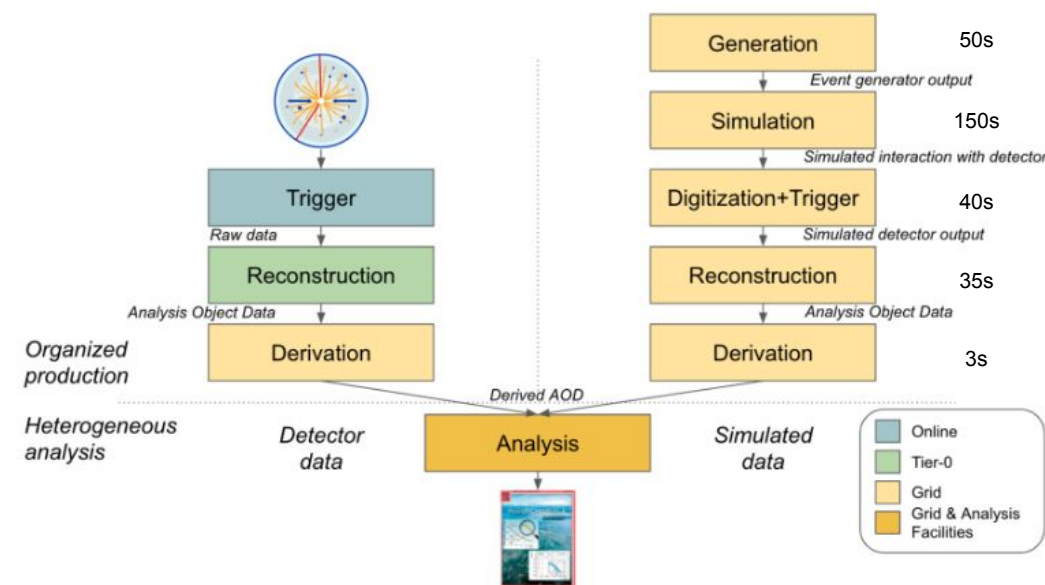 Generation
50s
Event generator output
Simulation
150s
Simulated interaction with detector
Trigger
Digitization+Trigger
40s
Raw data
Simulated detector output
Reconstruction
Reconstruction
35s
Analysis Object Data
Analysis Object Data
Organized
production
Derivation
Derivation
3s
Derived AOD
Heterogeneous
analysis
Detector
data
Analysis
Simulated
data
Online
Tier-0
Grid
Grid & Analysis
Facilities